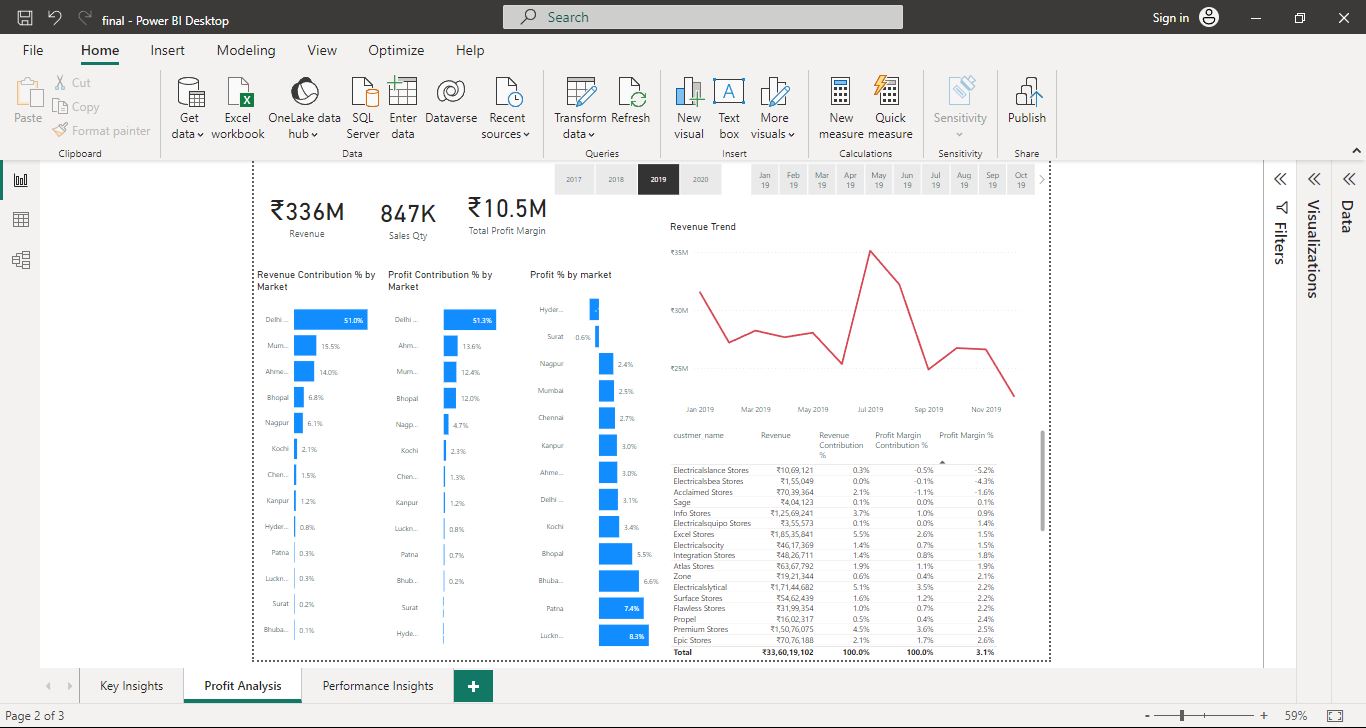 final - Power BI Desktop
Search
Sign in
File Home Insert Modeling View Optimize Help
Paste
Cut
Copy
Format painter
Clipboard
Get data
Excel workbook
OneLake data hub
SQL Server
Enter data
Dataverse
Recent sources
Data
Transform data
Refresh
Queries
New visual
Text box
More visuals
Insert
New measure
Quick measure
Calculations
Sensitivity
Sensitivity
Publish
Share
2017 2018 2019 2020
Jan 19 Feb 19 Mar 19 Apr 19 May 19 Jun 19 Jul 19 Aug 19 Sep 19 Oct 19
₹336M
Revenue
847K
Sales Qty
₹10.5M
Total Profit Margin
Revenue Contribution % by
Market
Delhi ... 51.0%
Mum... 15.5%
Ahme... 14.0%
Bhopal 6.8%
Nagpur 6.1%
Kochi 2.1%
Chen... 1.5%
Kanpur 1.2%
Hyder... 0.8%
Patna 0.3%
Luckn... 0.3%
Surat 0.2%
Bhuba... 0.1%
Profit Contribution % by
Market
Delhi ... 51.3%
Ahm... 13.6%
Mum... 12.4%
Bhopal 12.0%
Nagp... 4.7%
Kochi 2.3%
Chen... 1.3%
Kanpur 1.2%
Luckn... 0.8%
Patna 0.7%
Bhub... 0.2%
Surat
Hyde...
Profit % by market
Hyder...
Surat 0.6%
Nagpur 2.4%
Mumbai 2.5%
Chennai 2.7%
Kanpur 3.0%
Ahme... 3.0%
Delhi ... 3.1%
Kochi 3.4%
Bhopal 5.5%
Bhuba... 6.6%
Patna 7.4%
Luckn... 8.3%
Revenue Trend
₹35M
₹30M
₹25M
Jan 2019 Mar 2019 May 2019 Jul 2019 Sep 2019 Nov 2019
custmer_name Revenue Revenue Contribution % Profit Margin Contribution % Profit Margin %
Electricalslance Stores ₹10,69,121 0.3% -0.5% -5.2%
Electricalsbea Stores ₹1,55,049 0.0% -0.1% -4.3%
Acclaimed Stores ₹70,39,364 2.1% -1.1% -1.6%
Sage ₹4,04,123 0.1% 0.0% 0.1%
Info Stores ₹1,25,69,241 3.7% 1.0% 0.9%
Electricalsquipo Stores ₹3,55,573 0.1% 0.0% 1.4%
Excel Stores ₹1,85,35,841 5.5% 2.6% 1.5%
Electricalsocity ₹46,17,369 1.4% 0.7% 1.5%
Integration Stores ₹48,26,711 1.4% 0.8% 1.8%
Atlas Stores ₹63,67,792 1.9% 1.1% 1.9%
Zone ₹19,21,344 0.6% 0.4% 2.1%
Electricalslytical ₹1,71,44,682 5.1% 3.5% 2.2%
Surface Stores ₹54,62,439 1.6% 1.2% 2.2%
Flawless Stores ₹31,99,354 1.0% 0.7% 2.2%
Propel ₹16,02,317 0.5% 0.4% 2.4%
Premium Stores ₹1,50,76,075 4.5% 3.6% 2.5%
Epic Stores ₹70,76,188 2.1% 1.7% 2.6%
Total ₹33,60,19,102 100.0% 100.0% 3.1%
Filters
Visualizations
Data
Key Insights Profit Analysis Performance Insights
Page 2 of 3
59%